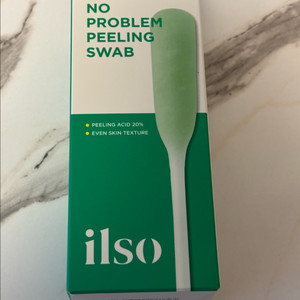 NO
PROBLEM
PEELING
SWAB
PEELING ACID 20%
EVEN SKIN TEXTURE
ilso